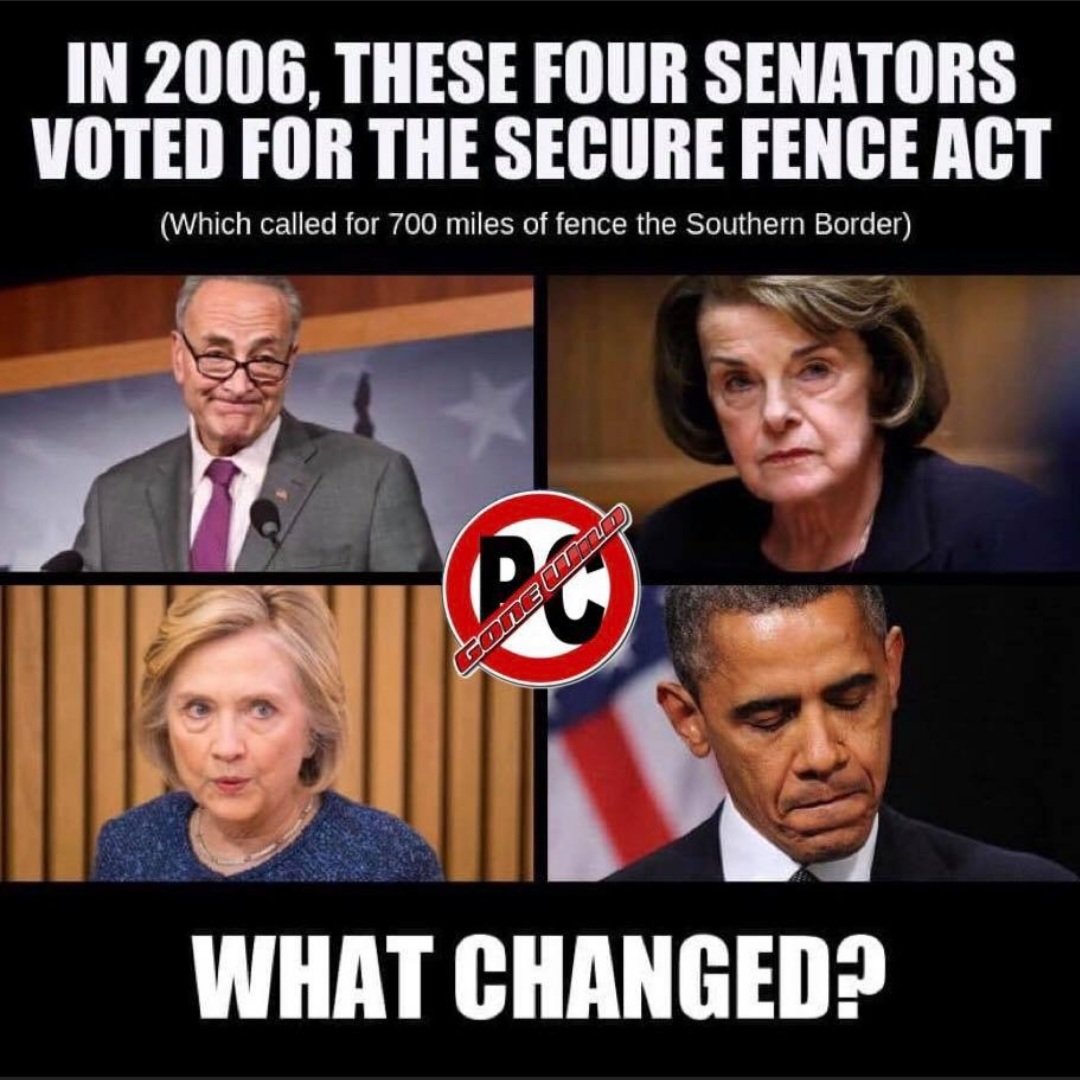 IN 2006, THESE FOUR SENATORS
VOTED FOR THE SECURE FENCE ACT
(Which called for 700 miles of fence the Southern Border)
PC
GONE WILD
WHAT CHANGED?